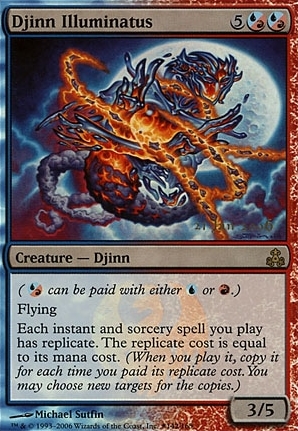 Djinn Illuminatus 5
Creature — Djinn
( can be paid with either or .)
Flying
Each instant and sorcery spell you play
has replicate. The replicate cost is equal
to its mana cost. (When you play it, copy it
for each time you paid its replicate cost. You
may choose new targets for the copies.)
3/5
Michael Sutfin
™ & © 1993–2006 Wizards of the Coast, Inc.